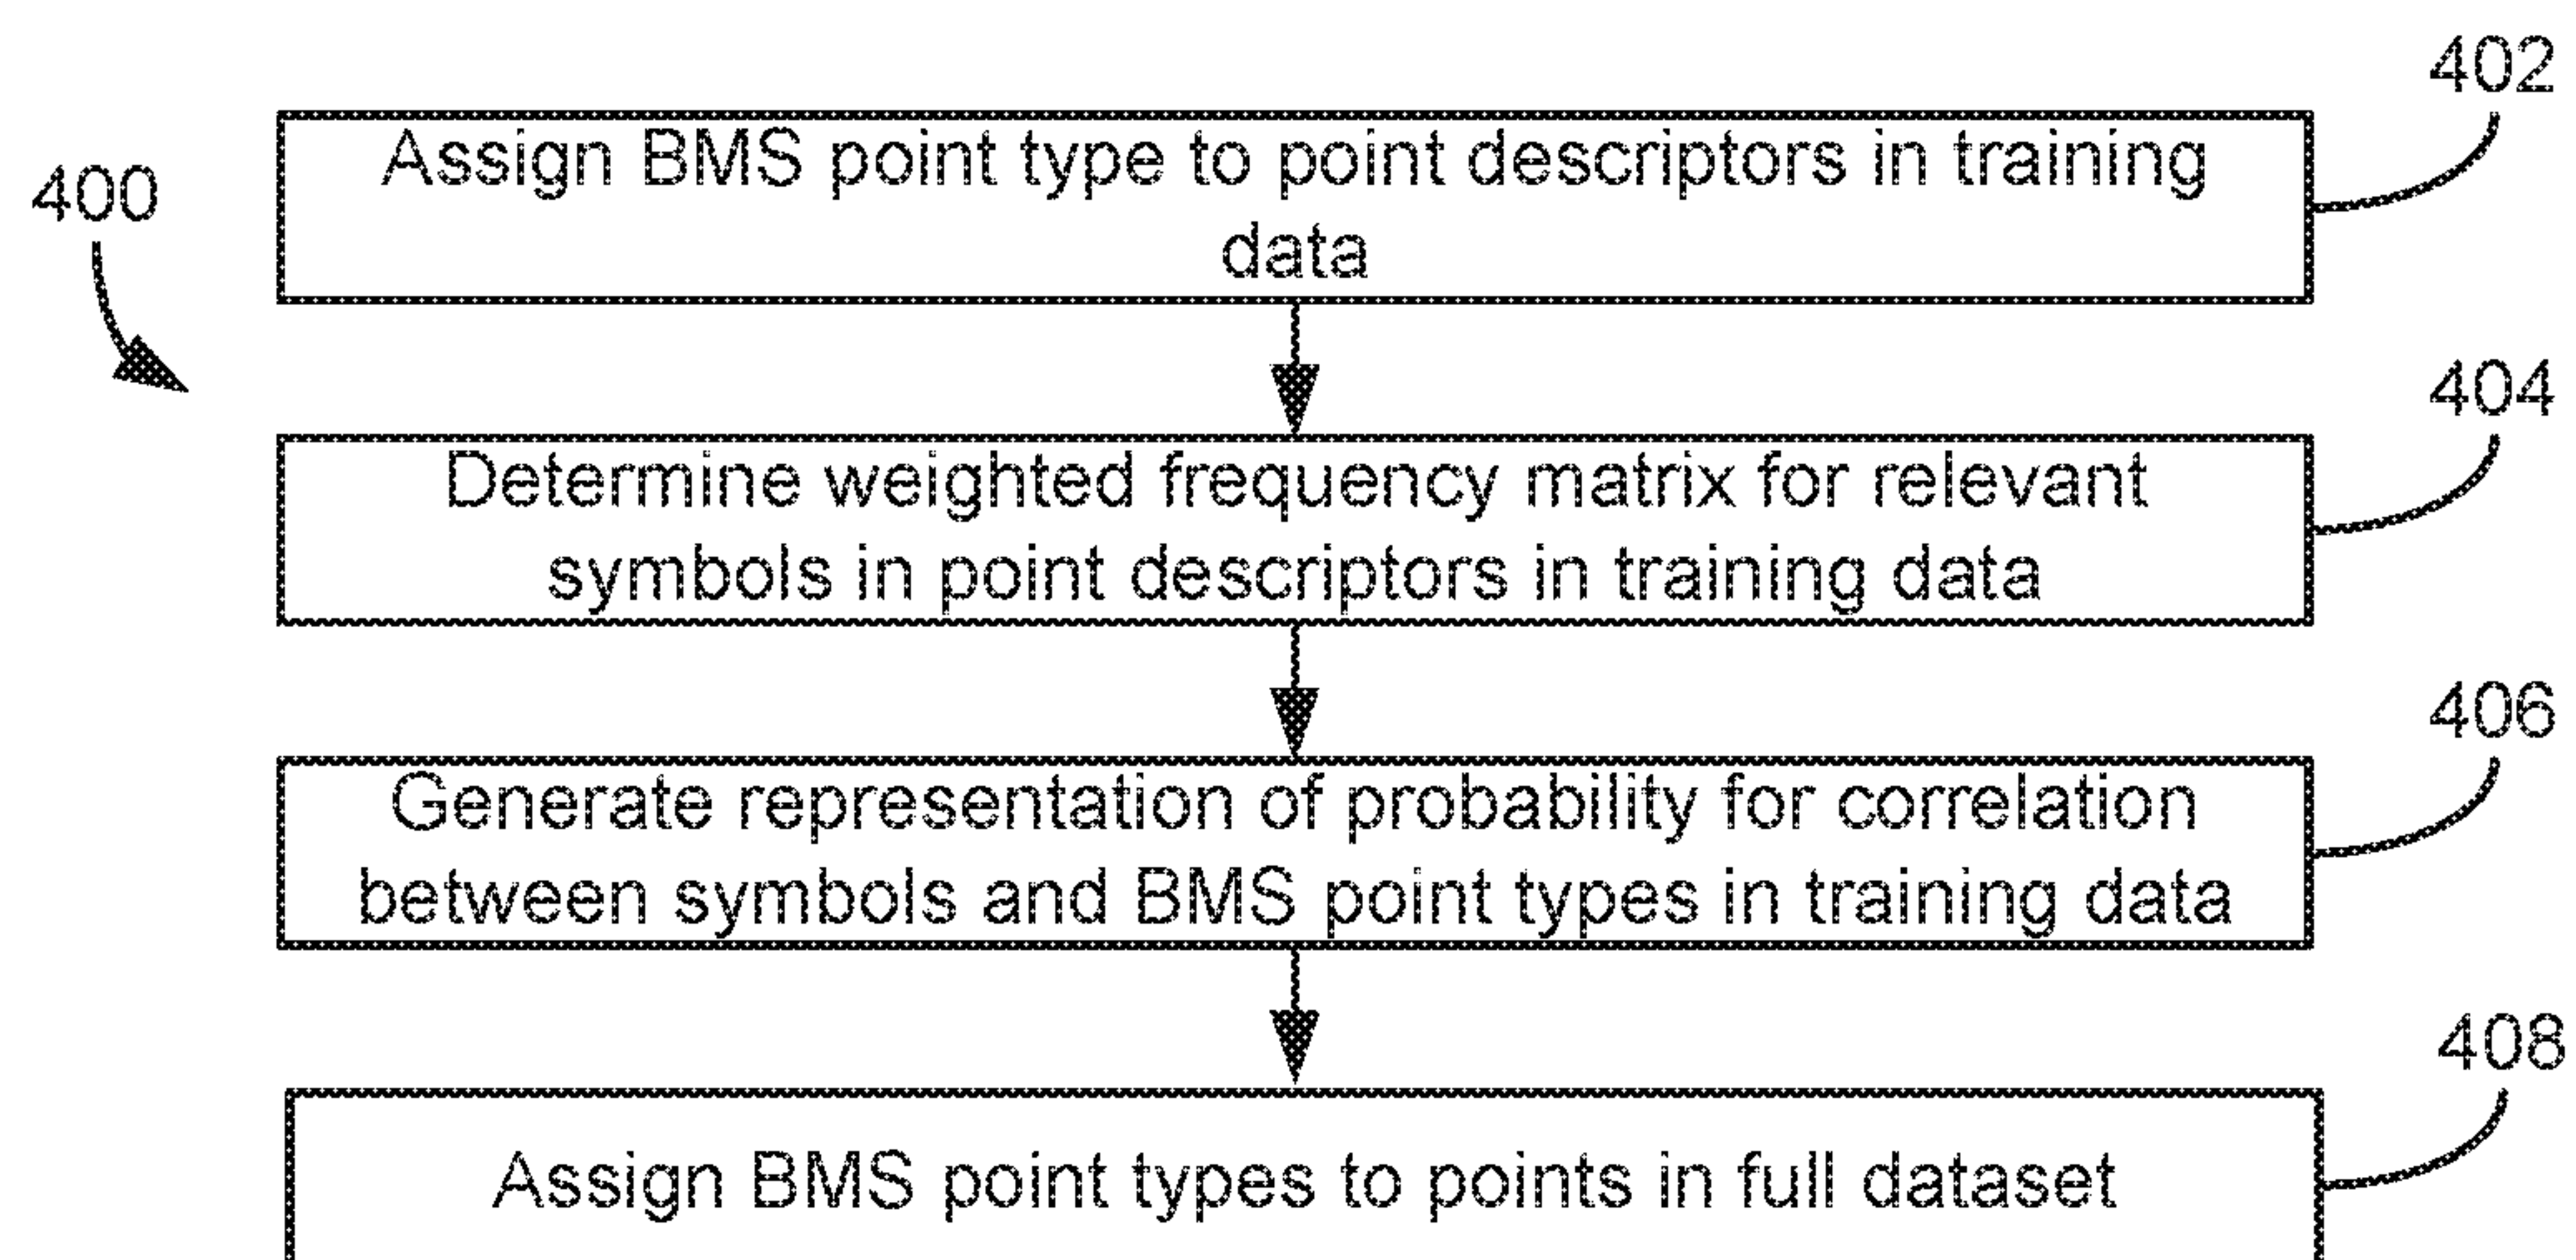 402
Assign BMS point type to point descriptors in training
data
400
404
Determine weighted frequency matrix for relevant
symbols in point descriptors in training data
406
Generate representation of probability for correlation
between symbols and BMS point types in training data
408
Assign BMS point types to points in full dataset